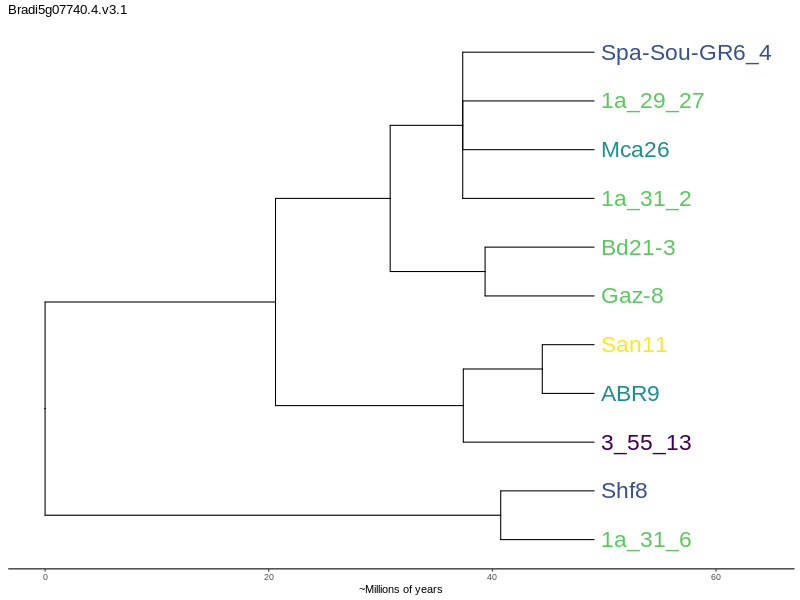 Bradi5g07740.4.v3.1
Spa-Sou-GR6_4
1a_29_27
Mca26
1a_31_2
Bd21-3
Gaz-8
San11
ABR9
3_55_13
Shf8
1a_31_6
0 20 40 60
~Millions of years